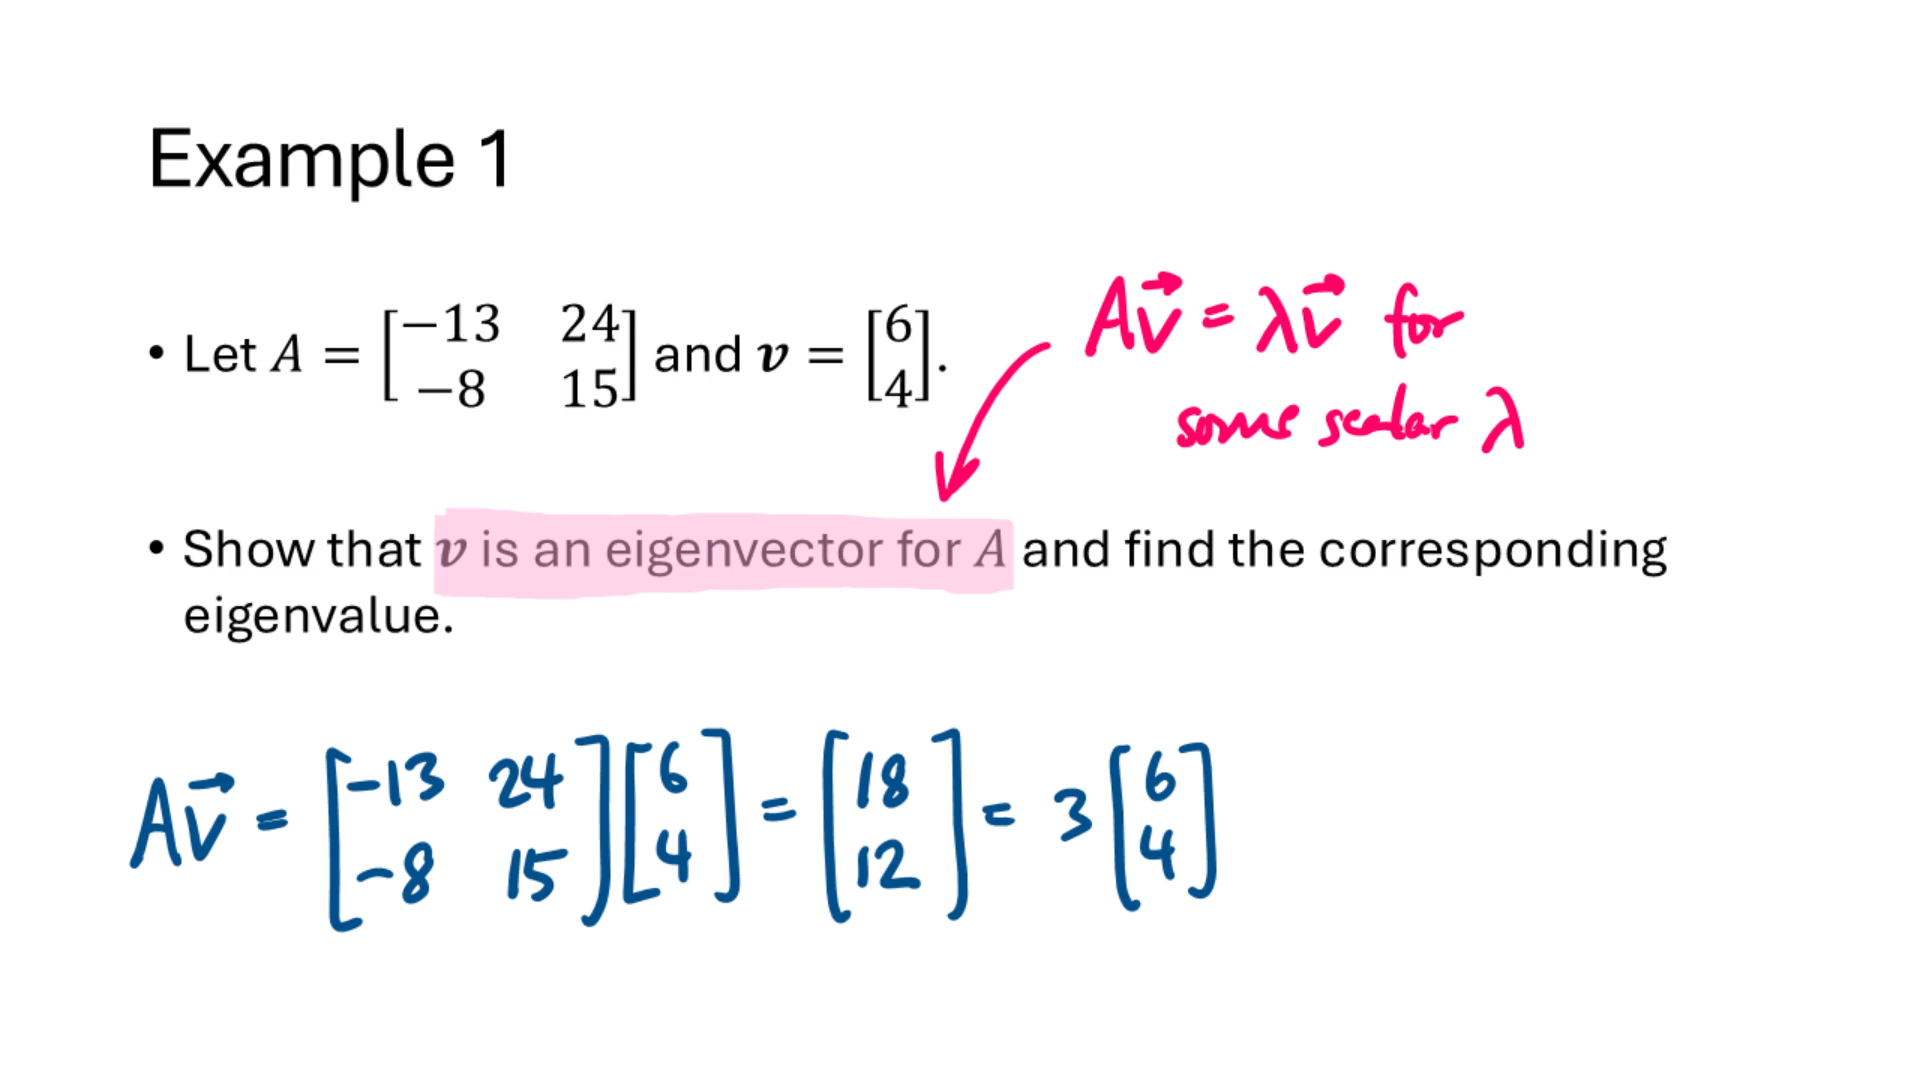 Example 1
• Let A = [−13 24; −8 15] and v = [6; 4].
Av⃗ = λv⃗ for
some scalar λ
• Show that v is an eigenvector for A and find the corresponding
eigenvalue.
Av⃗ = [-13 24; -8 15][6; 4] = [18; 12] = 3[6; 4]